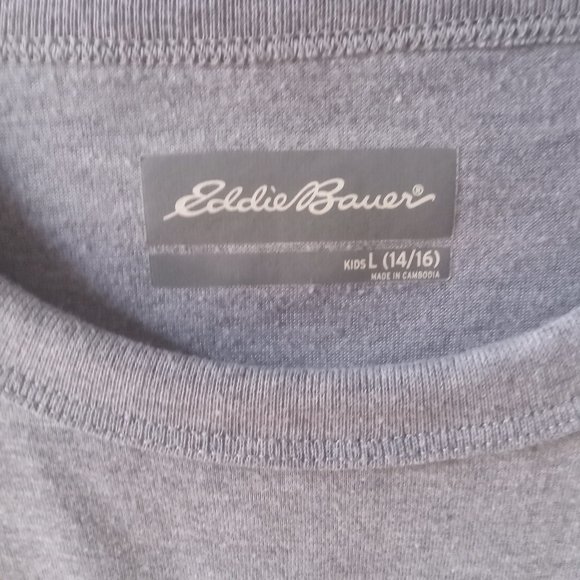 Eddie Bauer®
KIDS L (14/16)
MADE IN CAMBODIA